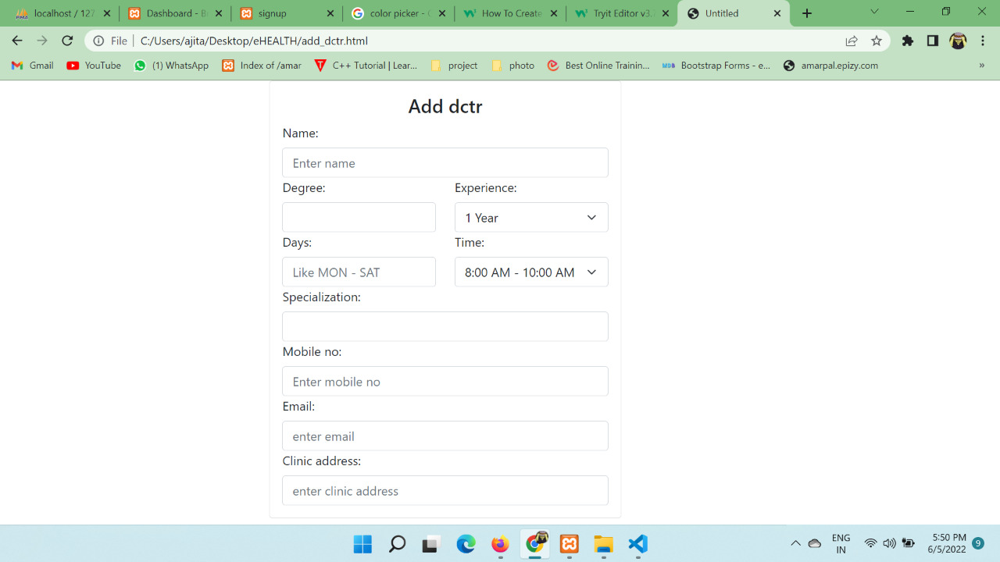 localhost / 127
Dashboard - B
signup
color picker -
How To Create
Tryit Editor v3.
Untitled
File
C:/Users/ajita/Desktop/eHEALTH/add_dctr.html
Gmail
YouTube
(1) WhatsApp
Index of /amar
C++ Tutorial | Lear...
project
photo
Best Online Trainin...
Bootstrap Forms - e...
amarpal.epizy.com
»
Add dctr
Name:
Enter name
Degree: Experience:
1 Year
Days: Time:
Like MON - SAT 8:00 AM - 10:00 AM
Specialization:
Mobile no:
Enter mobile no
Email:
enter email
Clinic address:
enter clinic address
ENG
IN
5:50 PM
6/5/2022
9